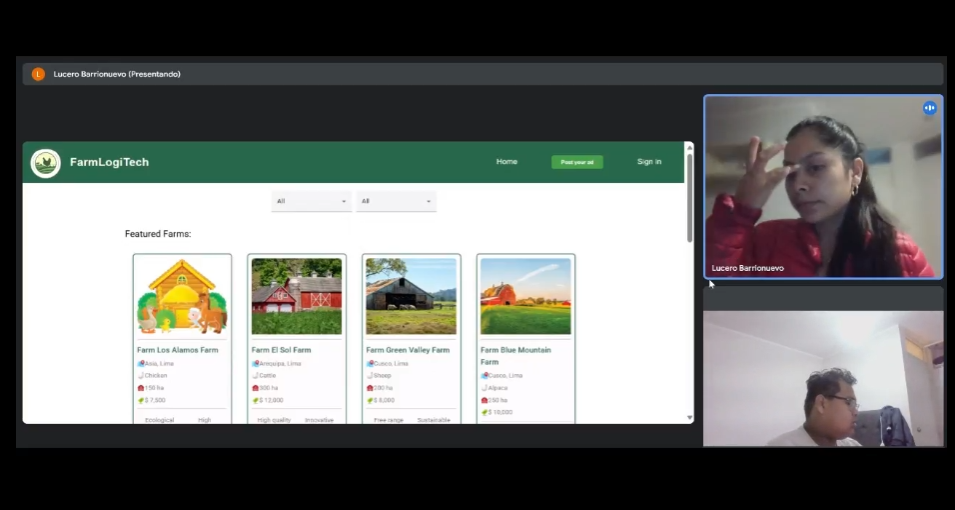 L Lucero Barrionuevo (Presentando)
FarmLogiTech
Home Post your ad Sign in
All All
Featured Farms:
Farm Los Alamos Farm
Asia, Lima
Chicken
150 ha
$ 7,500
Ecological High
Farm El Sol Farm
Arequipa, Lima
Cattle
300 ha
$ 12,000
High quality Innovative
Farm Green Valley Farm
Cusco, Lima
Sheep
200 ha
$ 8,000
Free range Sustainable
Farm Blue Mountain
Farm
Cusco, Lima
Alpaca
250 ha
$ 10,000
Lucero Barrionuevo